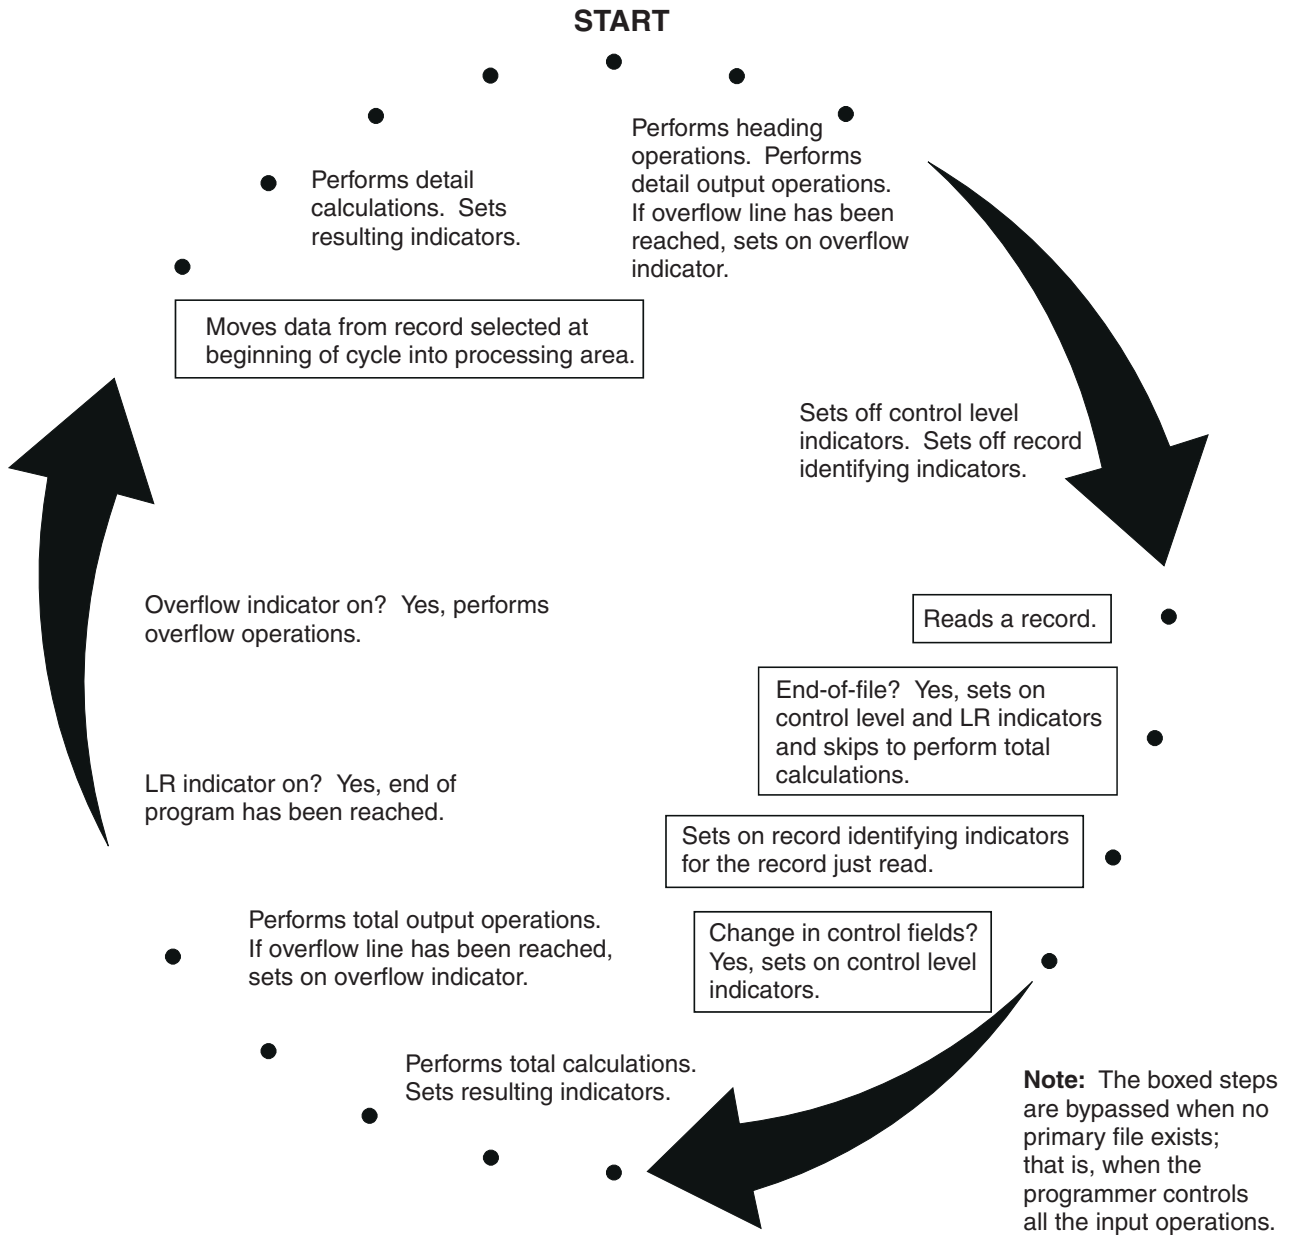 START
Performs heading
operations. Performs
detail output operations.
If overflow line has been
reached, sets on overflow
indicator.
Sets off control level
indicators. Sets off record
identifying indicators.
Reads a record.
End-of-file? Yes, sets on
control level and LR indicators
and skips to perform total
calculations.
Sets on record identifying indicators
for the record just read.
Change in control fields?
Yes, sets on control level
indicators.
Performs total calculations.
Sets resulting indicators.
Performs total output operations.
If overflow line has been reached,
sets on overflow indicator.
LR indicator on? Yes, end of
program has been reached.
Overflow indicator on? Yes, performs
overflow operations.
Moves data from record selected at
beginning of cycle into processing area.
Performs detail
calculations. Sets
resulting indicators.
Note: The boxed steps
are bypassed when no
primary file exists;
that is, when the
programmer controls
all the input operations.